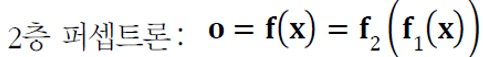 2층 퍼셉트론: o = f(x) = f₂(f₁(x))